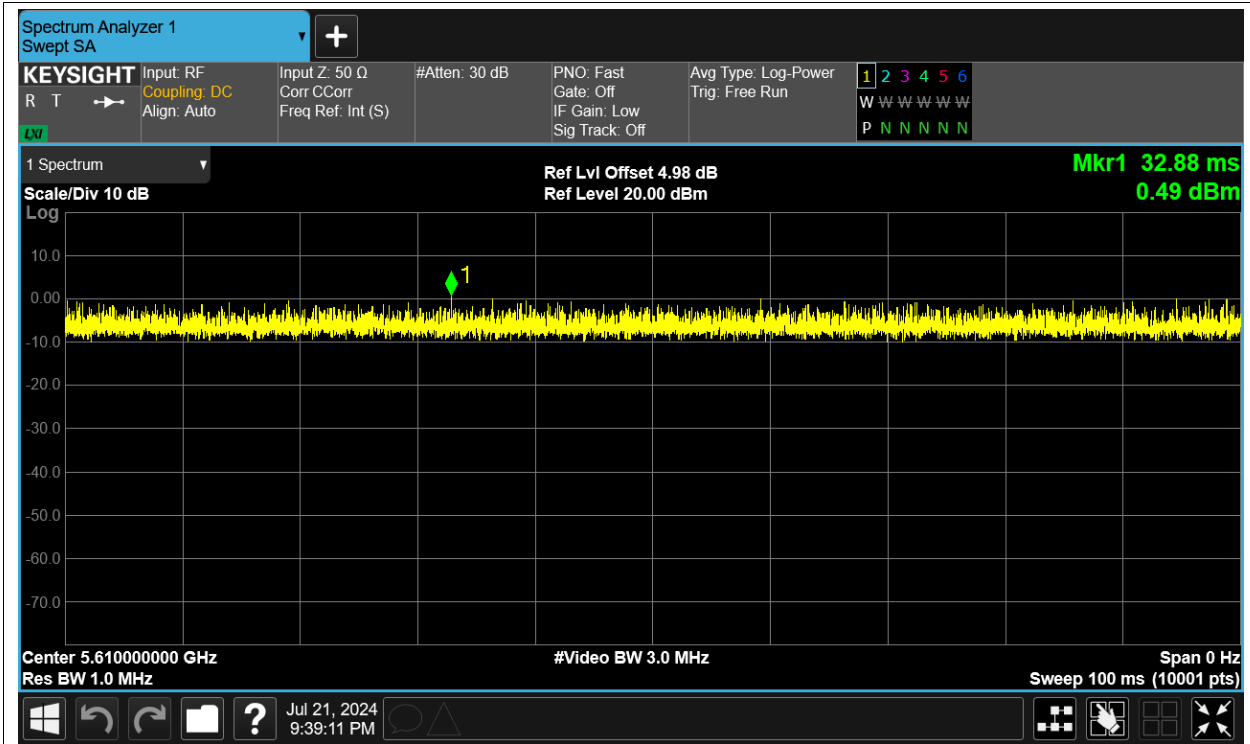 Spectrum Analyzer 1
Swept SA
KEYSIGHT
R T
LXI
Input: RF
Coupling: DC
Align: Auto
Input Z: 50 Ω
Corr CCorr
Freq Ref: Int (S)
#Atten: 30 dB
PNO: Fast
Gate: Off
IF Gain: Low
Sig Track: Off
Avg Type: Log-Power
Trig: Free Run
1 2 3 4 5 6
W W W W W W
P N N N N N
1 Spectrum
Scale/Div 10 dB
Ref Lvl Offset 4.98 dB
Ref Level 20.00 dBm
Mkr1 32.88 ms
0.49 dBm
Log
10.0
0.00
-10.0
-20.0
-30.0
-40.0
-50.0
-60.0
-70.0
1
Center 5.610000000 GHz
#Video BW 3.0 MHz
Span 0 Hz
Res BW 1.0 MHz
Sweep 100 ms (10001 pts)
?
Jul 21, 2024
9:39:11 PM